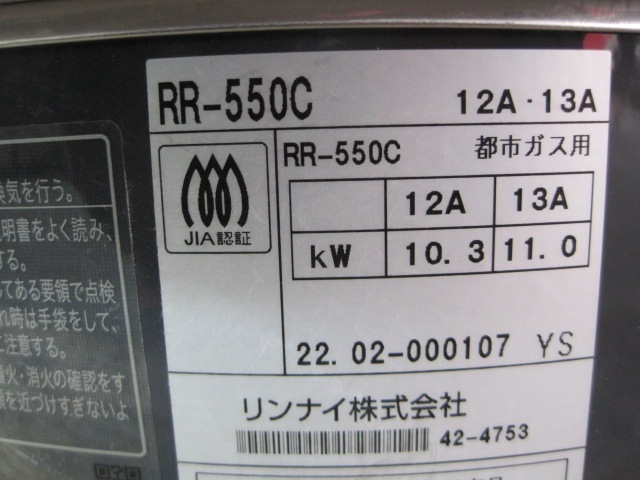 RR-550C 12A・13A
JIA認証
RR-550C 都市ガス用
12A 13A
kW 10.3 11.0
22.02-000107 YS
リンナイ株式会社
42-4753
気を行う。
明書をよく読み、
する。
してある要領で点検
れ時は手袋をして、
注意する。
火・消火の確認をす
を近づけすぎないよ